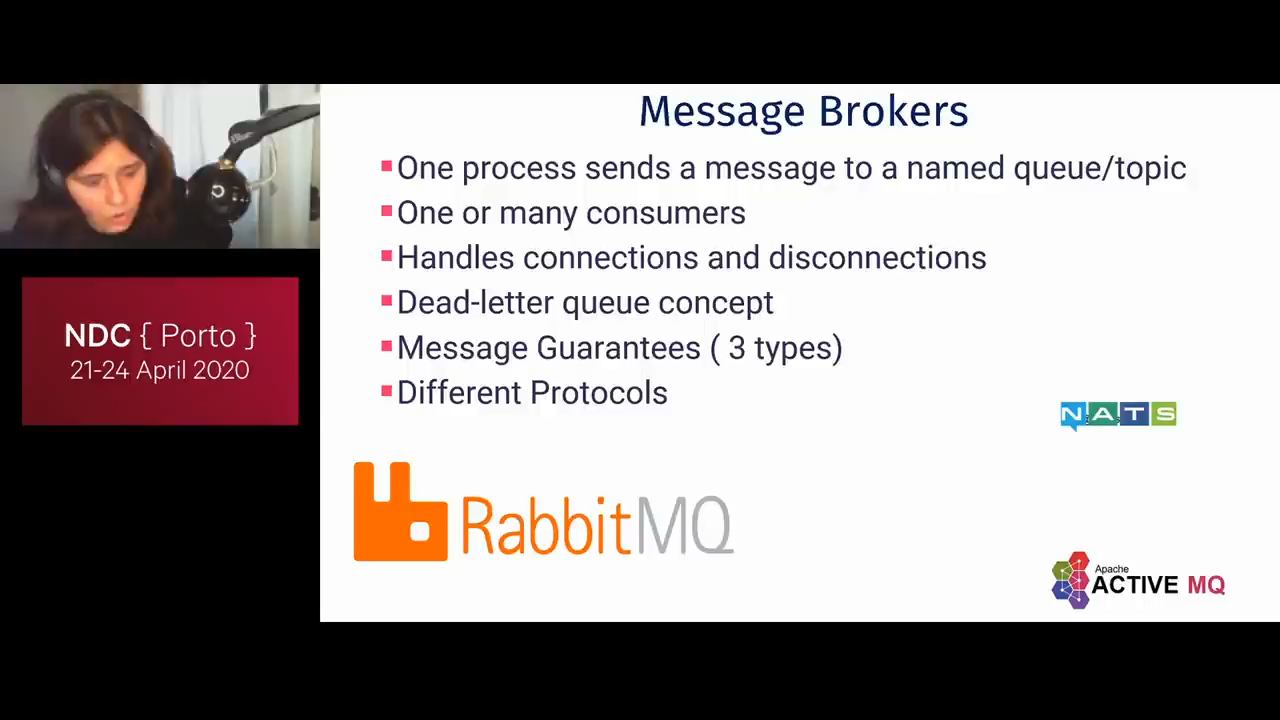 Message Brokers
One process sends a message to a named queue/topic
One or many consumers
Handles connections and disconnections
Dead-letter queue concept
Message Guarantees ( 3 types)
Different Protocols
NDC { Porto }
21-24 April 2020
NATS
RabbitMQ
Apache
ACTIVE MQ